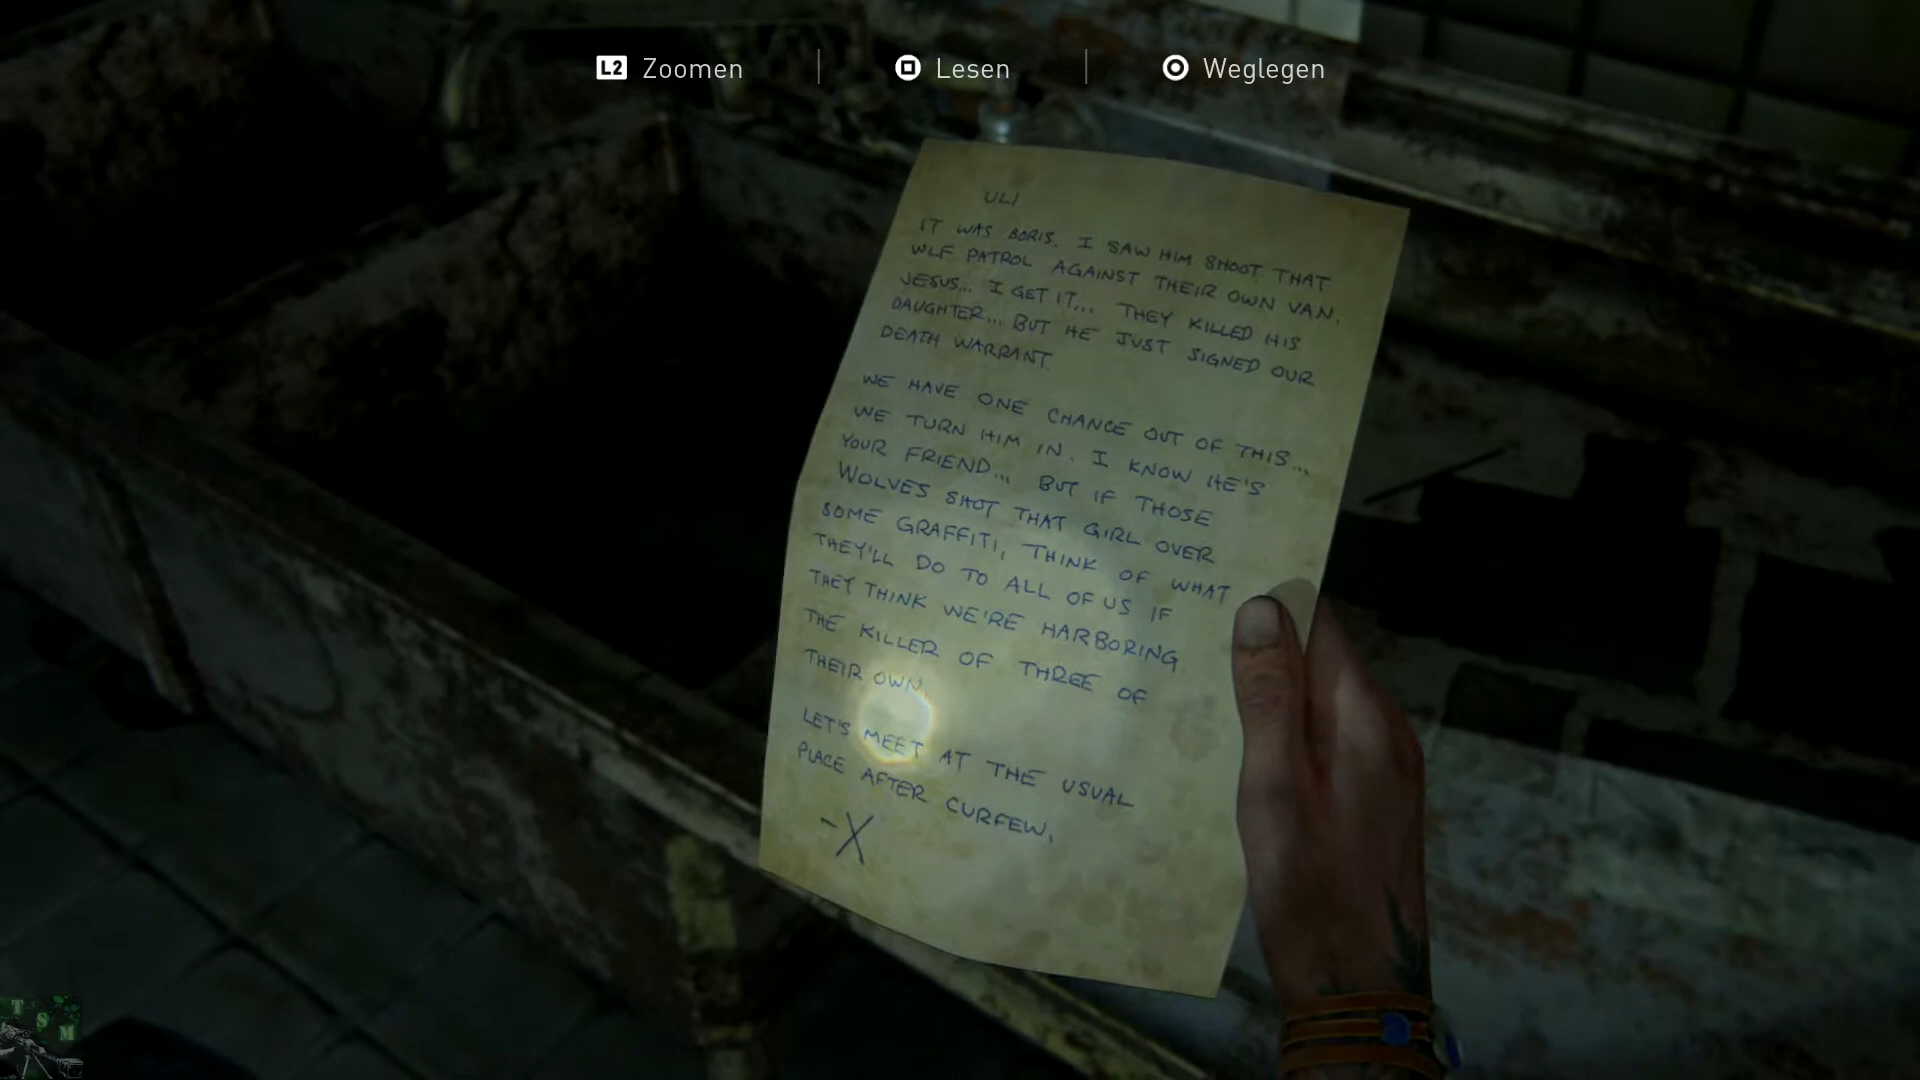 L2 Zoomen
Lesen
Weglegen
ULI
IT WAS BORIS. I SAW HIM SHOOT THAT
WLF PATROL AGAINST THEIR OWN VAN.
JESUS... I GET IT... THEY KILLED HIS
DAUGHTER... BUT HE JUST SIGNED OUR
DEATH WARRANT.
WE HAVE ONE CHANCE OUT OF THIS...
WE TURN HIM IN. I KNOW HE'S
YOUR FRIEND... BUT IF THOSE
WOLVES SHOT THAT GIRL OVER
SOME GRAFFITI, THINK OF WHAT
THEY'LL DO TO ALL OF US IF
THEY THINK WE'RE HARBORING
THE KILLER OF THREE OF
THEIR OWN.
LET'S MEET AT THE USUAL
PLACE AFTER CURFEW.
-X
T S M